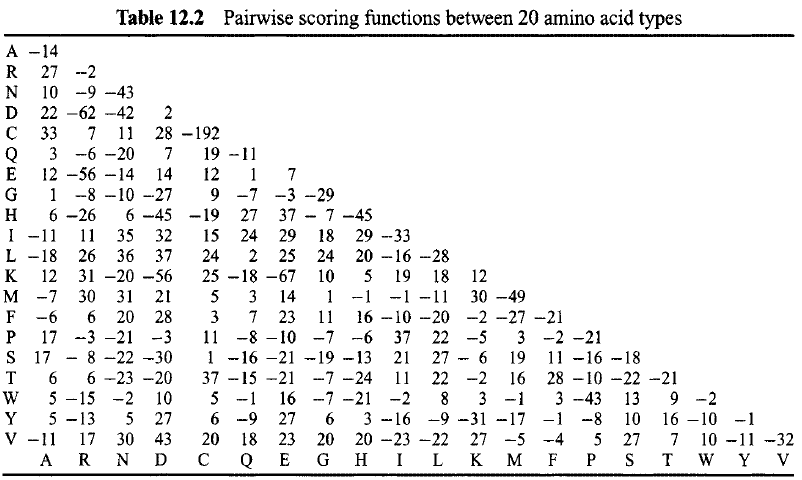 Table 12.2 Pairwise scoring functions between 20 amino acid types
A −14
R 27 −2
N 10 −9 −43
D 22 −62 −42 2
C 33 7 11 28 −192
Q 3 −6 −20 7 19 −11
E 12 −56 −14 14 12 1 7
G 1 −8 −10 −27 9 −7 −3 −29
H 6 −26 6 −45 −19 27 37 − 7 −45
I −11 11 35 32 15 24 29 18 29 −33
L −18 26 36 37 24 2 25 24 20 −16 −28
K 12 31 −20 −56 25 −18 −67 10 5 19 18 12
M −7 30 31 21 5 3 14 1 −1 −1 −11 30 −49
F −6 6 20 28 3 7 23 11 16 −10 −20 −2 −27 −21
P 17 −3 −21 −3 11 −8 −10 −7 −6 37 22 −5 3 −2 −21
S 17 − 8 −22 −30 1 −16 −21 −19 −13 21 27 − 6 19 11 −16 −18
T 6 6 −23 −20 37 −15 −21 −7 −24 11 22 −2 16 28 −10 −22 −21
W 5 −15 −2 10 5 −1 16 −7 −21 −2 8 3 −1 3 −43 13 9 −2
Y 5 −13 5 27 6 −9 27 6 3 −16 −9 −31 −17 −1 −8 10 16 −10 −1
V −11 17 30 43 20 18 23 20 20 −23 −22 27 −5 −4 5 27 7 10 −11 −32
A R N D C Q E G H I L K M F P S T W Y V